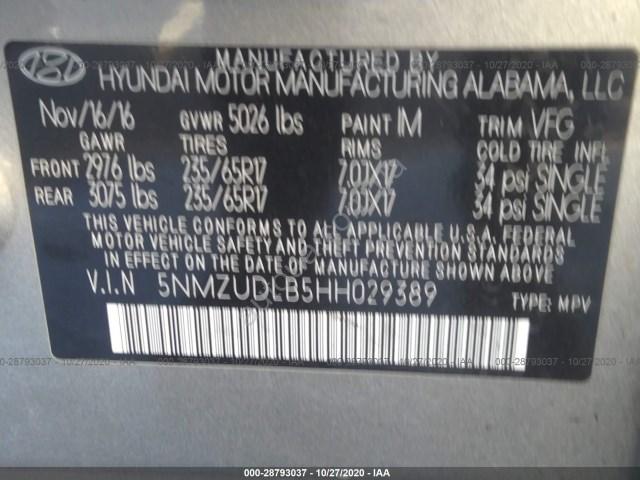 MANUFACTURED BY
HYUNDAI MOTOR MANUFACTURING ALABAMA, LLC
Nov/16/16 GVWR 5026 lbs PAINT IM TRIM VFG
GAWR TIRES RIMS COLD TIRE INFL
FRONT 2976 lbs 235/65R17 7.0JX17 34 psi SINGLE
REAR 3075 lbs 235/65R17 7.0JX17 34 psi SINGLE
THIS VEHICLE CONFORMS TO ALL APPLICABLE U.S.A. FEDERAL
MOTOR VEHICLE SAFETY AND THEFT PREVENTION STANDARDS
IN EFFECT ON THE DATE OF MANUFACTURE SHOWN ABOVE
V.I.N 5NMZUDLB5HH029389 TYPE: MPV
000-28793037 - 10/27/2020 - IAA